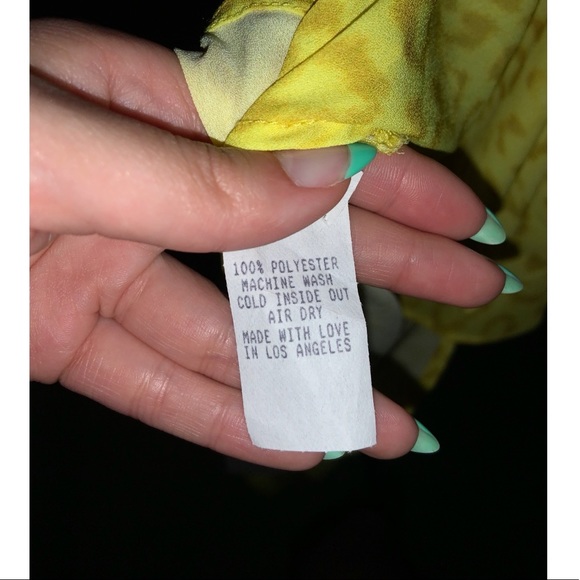 100% POLYESTER
MACHINE WASH
COLD INSIDE OUT
AIR DRY
MADE WITH LOVE
IN LOS ANGELES